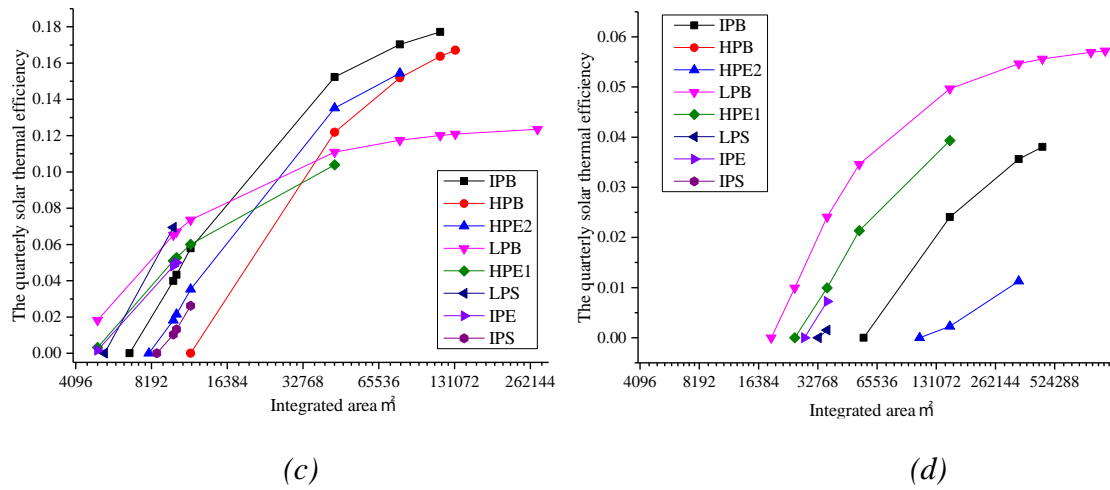 The quarterly solar thermal efficiency
0.18
0.16
0.14
0.12
0.10
0.08
0.06
0.04
0.02
0.00
4096 8192 16384 32768 65536 131072 262144
Integrated area ㎡
IPB
HPB
HPE2
LPB
HPE1
LPS
IPE
IPS
(c)
The quarterly solar thermal efficiency
0.06
0.05
0.04
0.03
0.02
0.01
0.00
4096 8192 16384 32768 65536 131072 262144 524288
Integrated area ㎡
IPB
HPB
HPE2
LPB
HPE1
LPS
IPE
IPS
(d)